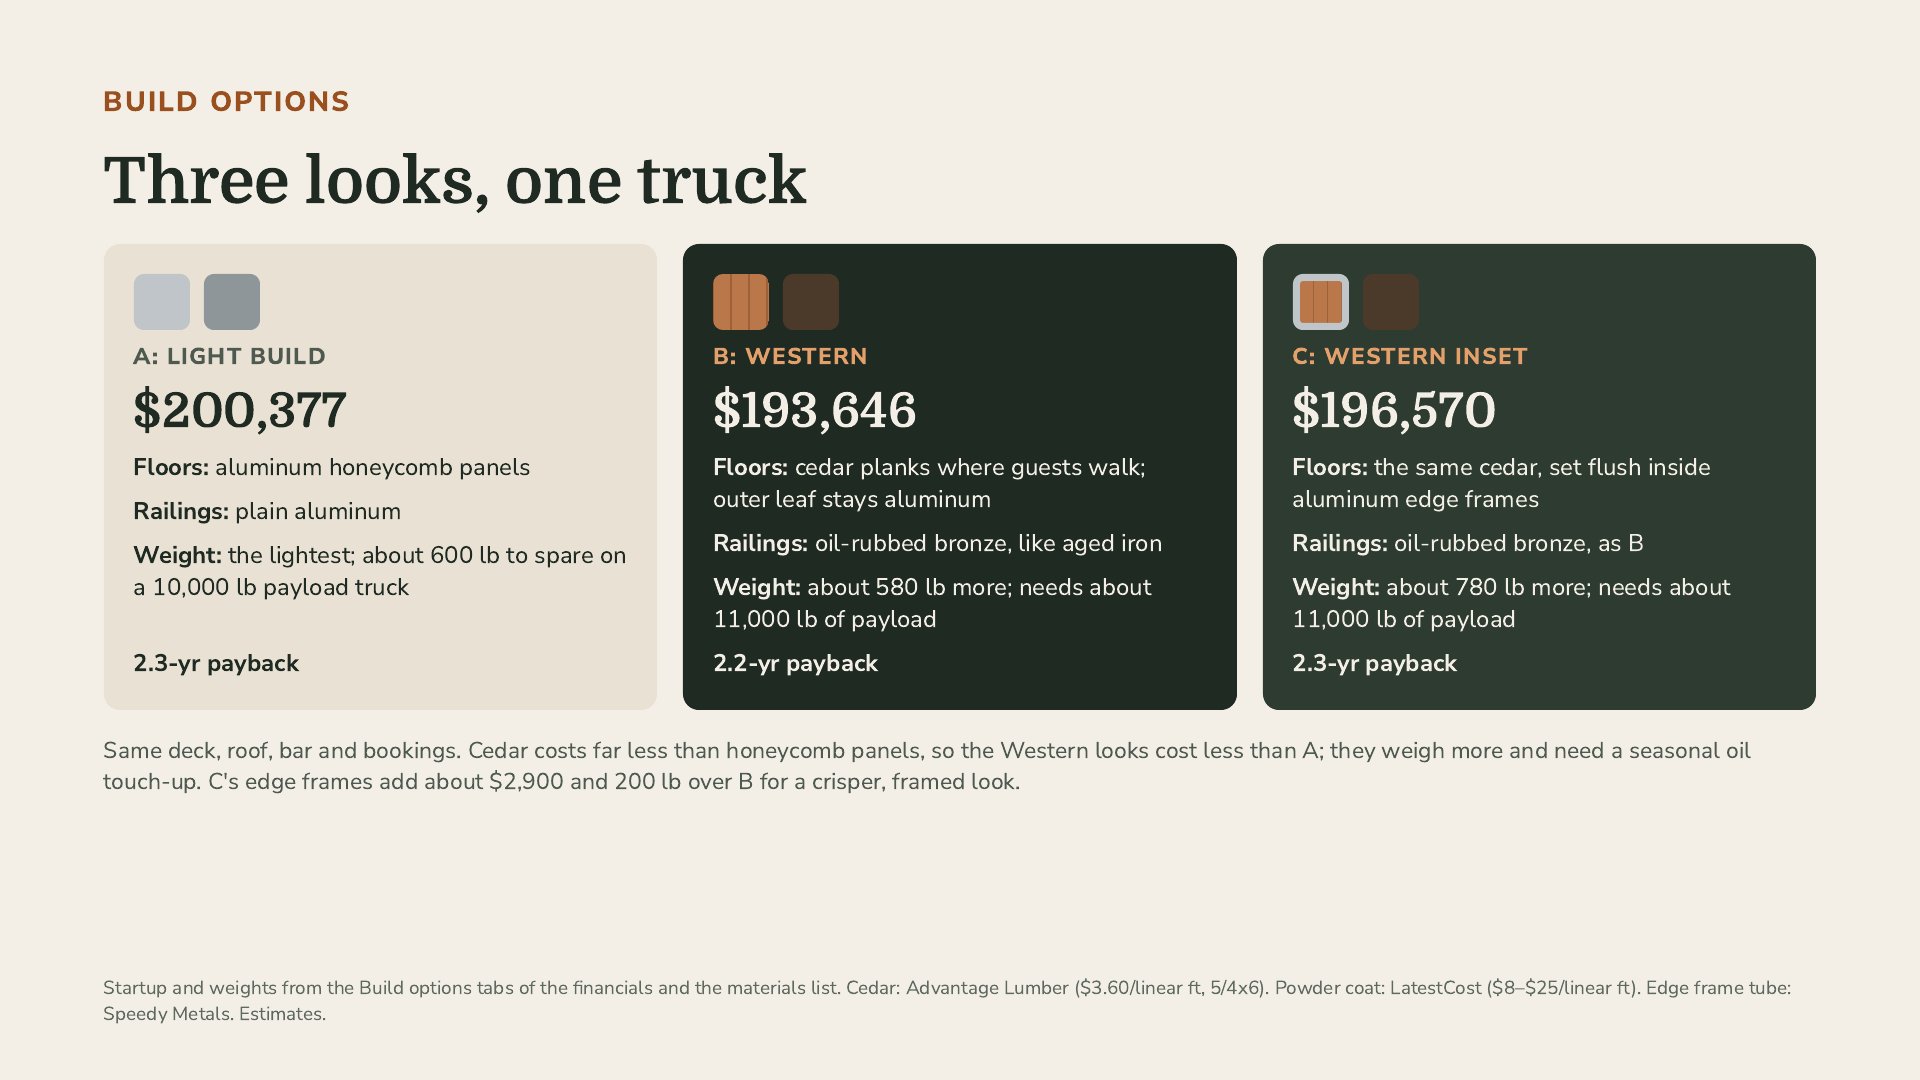 BUILD OPTIONS
Three looks, one truck
A: LIGHT BUILD
$200,377
Floors: aluminum honeycomb panels
Railings: plain aluminum
Weight: the lightest; about 600 lb to spare on
a 10,000 lb payload truck
2.3-yr payback
B: WESTERN
$193,646
Floors: cedar planks where guests walk;
outer leaf stays aluminum
Railings: oil-rubbed bronze, like aged iron
Weight: about 580 lb more; needs about
11,000 lb of payload
2.2-yr payback
C: WESTERN INSET
$196,570
Floors: the same cedar, set flush inside
aluminum edge frames
Railings: oil-rubbed bronze, as B
Weight: about 780 lb more; needs about
11,000 lb of payload
2.3-yr payback
Same deck, roof, bar and bookings. Cedar costs far less than honeycomb panels, so the Western looks cost less than A; they weigh more and need a seasonal oil
touch-up. C's edge frames add about $2,900 and 200 lb over B for a crisper, framed look.
Startup and weights from the Build options tabs of the financials and the materials list. Cedar: Advantage Lumber ($3.60/linear ft, 5/4x6). Powder coat: LatestCost ($8–$25/linear ft). Edge frame tube:
Speedy Metals. Estimates.